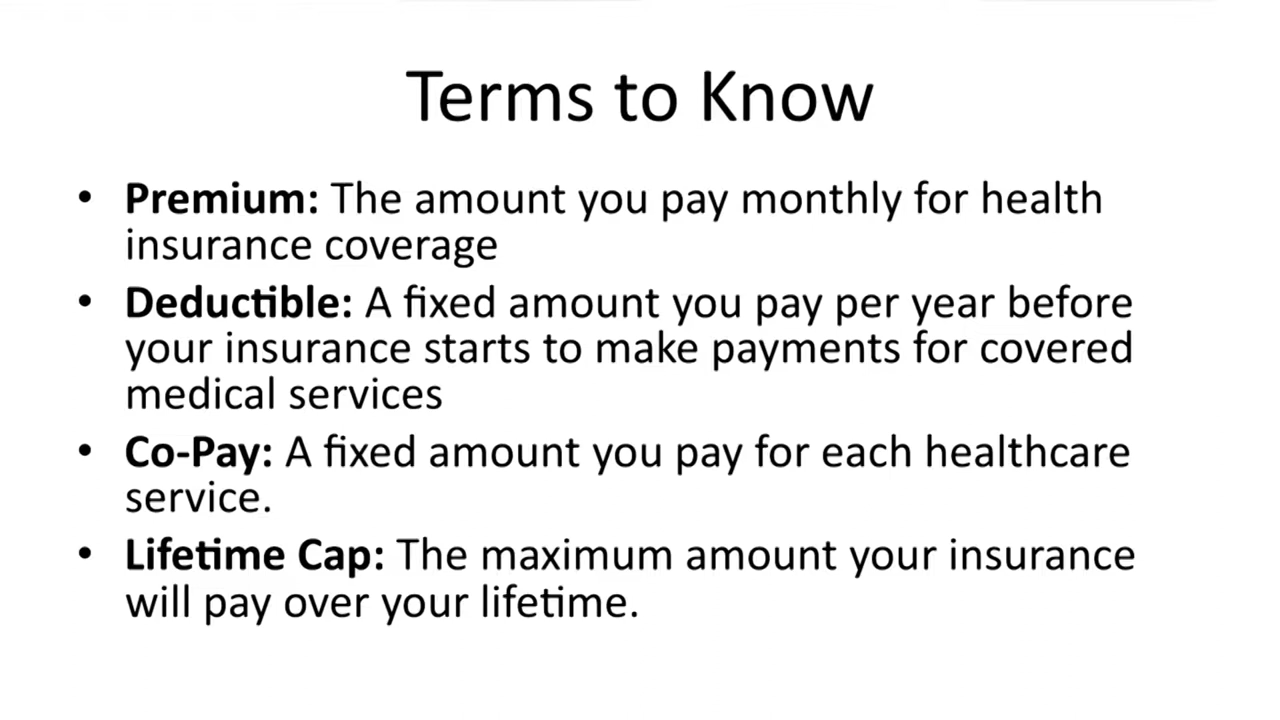 Terms to Know
• Premium: The amount you pay monthly for health
insurance coverage
• Deductible: A fixed amount you pay per year before
your insurance starts to make payments for covered
medical services
• Co-Pay: A fixed amount you pay for each healthcare
service.
• Lifetime Cap: The maximum amount your insurance
will pay over your lifetime.